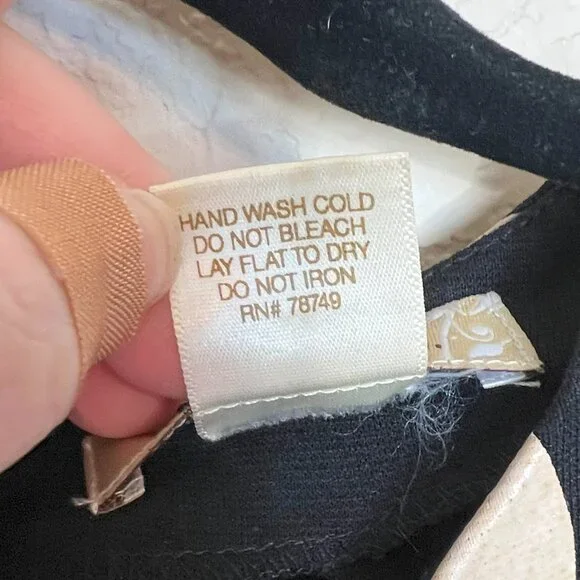 HAND WASH COLD
DO NOT BLEACH
LAY FLAT TO DRY
DO NOT IRON
RN# 78749